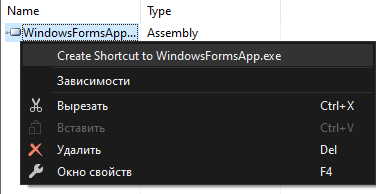 Name Type
WindowsFormsApp... Assembly
Create Shortcut to WindowsFormsApp.exe
Зависимости
Вырезать Ctrl+X
Вставить Ctrl+V
Удалить Del
Окно свойств F4